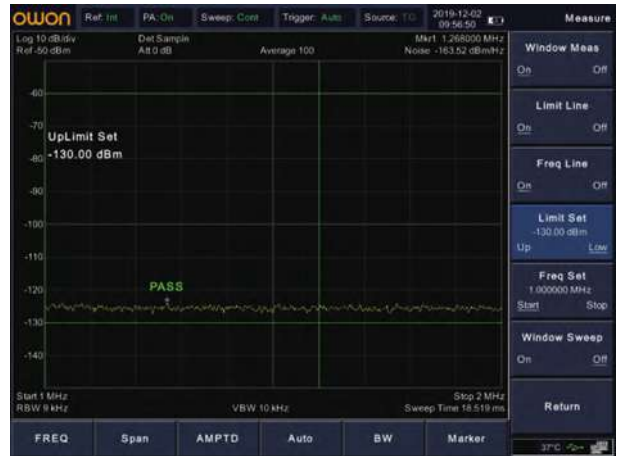 OWON Ref: Int PA: On Sweep: Cont Trigger: Auto Source: TG 2019-12-02 09:56:50 Measure
Log 10 dB/div Det Sample Mkr1 1.268000 MHz
Ref -50 dBm Att 0 dB Average 100 Noise -163.52 dBm/Hz
Window Meas
On Off
-60
Limit Line
On Off
-70
UpLimit Set
-80
-130.00 dBm
Freq Line
On Off
-90
-100
Limit Set
-130.00 dBm
Up Low
-110
-120
PASS
Freq Set
1.000000 MHz
Start Stop
-130
Window Sweep
On Off
-140
Start 1 MHz Stop 2 MHz
RBW 9 kHz VBW 10 kHz Sweep Time 18.519 ms
Return
FREQ Span AMPTD Auto BW Marker
37°C